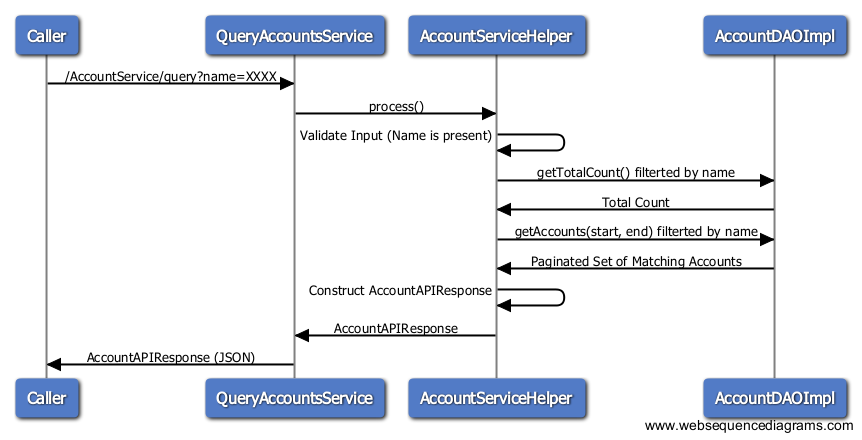 Caller QueryAccountsService AccountServiceHelper AccountDAOImpl
/AccountService/query?name=XXXX
process()
Validate Input (Name is present)
getTotalCount() filterted by name
Total Count
getAccounts(start, end) filterted by name
Paginated Set of Matching Accounts
Construct AccountAPIResponse
AccountAPIResponse
AccountAPIResponse (JSON)
Caller QueryAccountsService AccountServiceHelper AccountDAOImpl
www.websequencediagrams.com